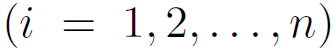 (i = 1, 2, . . . , n)